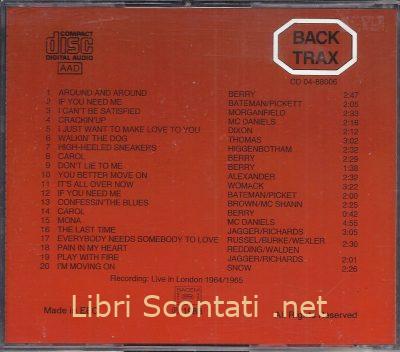 COMPACT
disc
DIGITAL AUDIO
AAD
BACK
TRAX
CD 04-88006
1 AROUND AND AROUND BERRY 2:47
2 IF YOU NEED ME BATEMAN/PICKETT 2:05
3 I CAN'T BE SATISFIED MORGANFIELD 2:33
4 CRACKIN'UP MC DANIELS 2:16
5 I JUST WANT TO MAKE LOVE TO YOU DIXON 2:12
6 WALKIN' THE DOG THOMAS 3:02
7 HIGH-HEELED SNEAKERS HIGGENBOTHAM 3:32
8 CAROL BERRY 2:29
9 DON'T LIE TO ME BERRY 1:38
10 YOU BETTER MOVE ON ALEXANDER 2:32
11 IT'S ALL OVER NOW WOMACK 3:22
12 IF YOU NEED ME BATEMAN/PICKET 2:00
13 CONFESSIN'THE BLUES BROWN/MC SHANN 2:25
14 CAROL BERRY 0:42
15 MONA MC DANIELS 4:55
16 THE LAST TIME JAGGER/RICHARDS 3:05
17 EVERYBODY NEEDS SOMEBODY TO LOVE RUSSEL/BURKE/WEXLER
18 PAIN IN MY HEART REDDING/WALDEN 2:30
19 PLAY WITH FIRE JAGGER/RICHARDS 2:01
20 I'M MOVING ON SNOW 2:26
Recording: Live in London 1964/1965
Made in
SACEM
All Rights Reserved
Libri Scontati .net